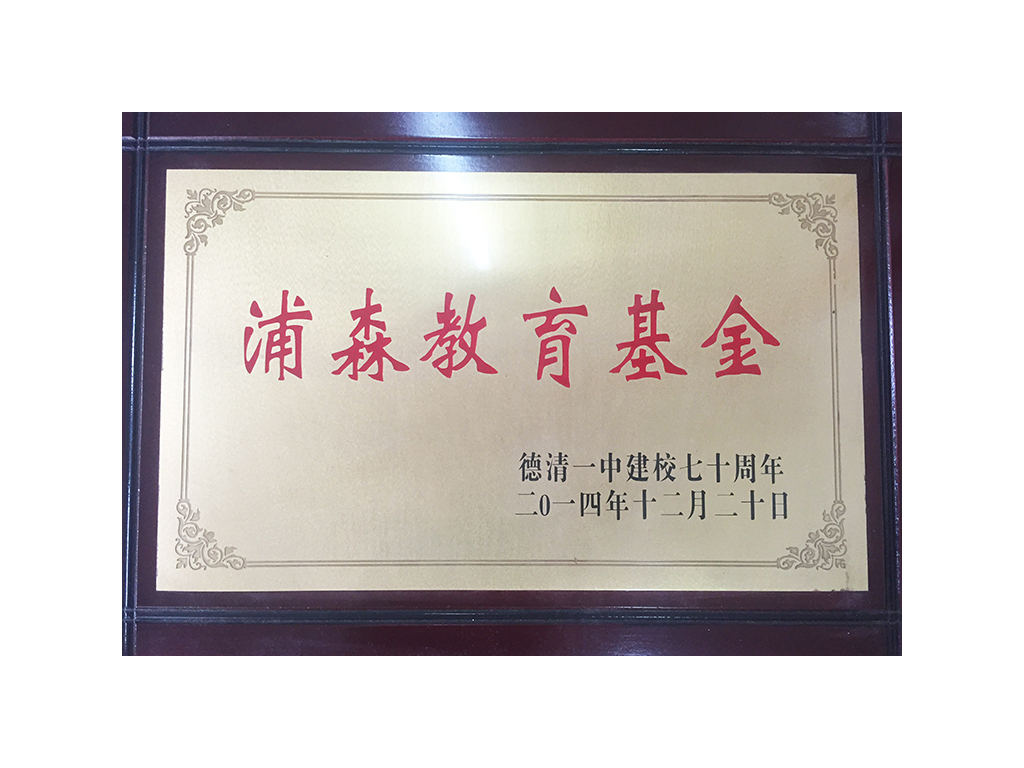 浦森教育基金
德清一中建校七十周年
二0一四年十二月二十日